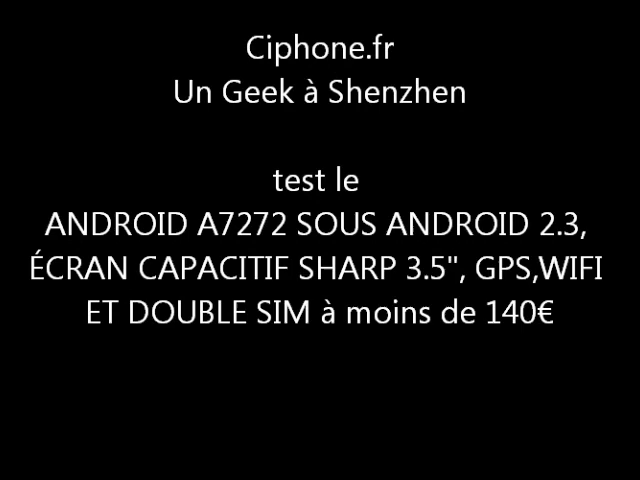 Ciphone.fr
Un Geek à Shenzhen
test le
ANDROID A7272 SOUS ANDROID 2.3,
ÉCRAN CAPACITIF SHARP 3.5", GPS,WIFI
ET DOUBLE SIM à moins de 140€